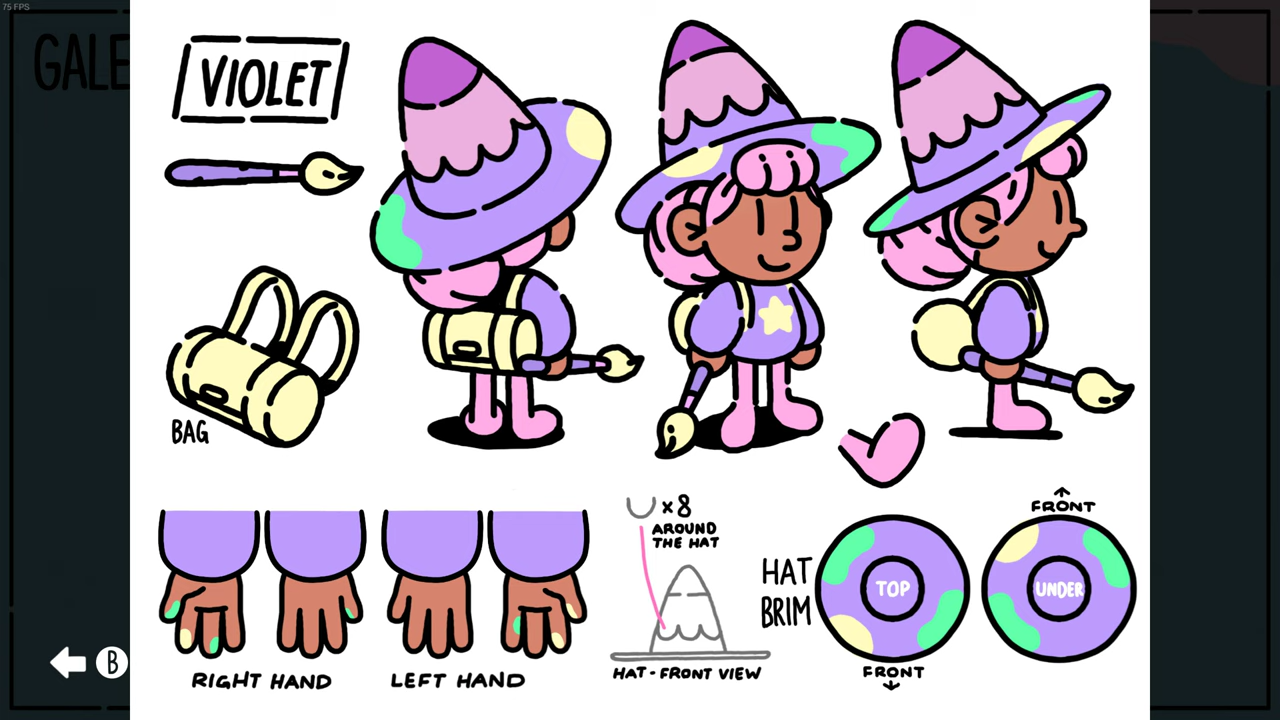 75 FPS
GALE
VIOLET
BAG
x8
AROUND
THE HAT
FRONT
HAT
BRIM
TOP
UNDER
HAT-FRONT VIEW
FRONT
RIGHT HAND
LEFT HAND
B